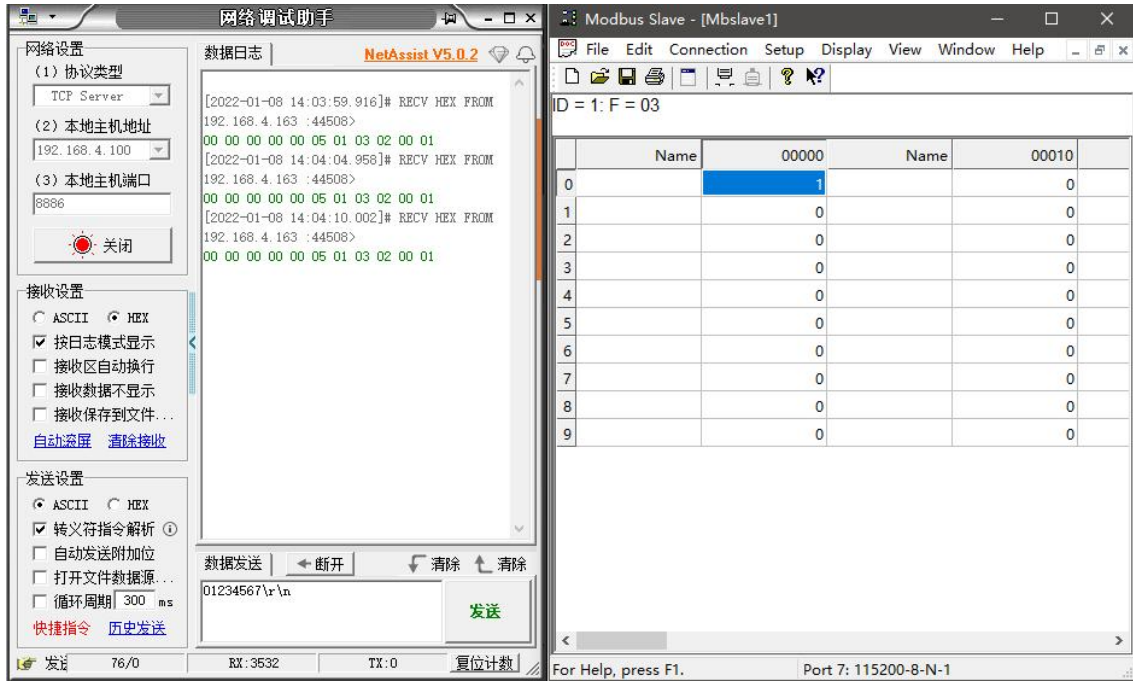 网络调试助手
网络设置
(1) 协议类型
TCP Server
(2) 本地主机地址
192.168.4.100
(3) 本地主机端口
8886
关闭
接收设置
ASCII HEX
按日志模式显示
接收区自动换行
接收数据不显示
接收保存到文件...
自动滚屏 清除接收
发送设置
ASCII HEX
转义符指令解析
自动发送附加位
打开文件数据源...
循环周期 300 ms
快捷指令 历史发送
数据日志 NetAssist V5.0.2
[2022-01-08 14:03:59.916]# RECV HEX FROM
192.168.4.163 :44508>
00 00 00 00 00 05 01 03 02 00 01
[2022-01-08 14:04:04.958]# RECV HEX FROM
192.168.4.163 :44508>
00 00 00 00 00 05 01 03 02 00 01
[2022-01-08 14:04:10.002]# RECV HEX FROM
192.168.4.163 :44508>
00 00 00 00 00 05 01 03 02 00 01
数据发送 断开 清除 清除
01234567\r\n
发送
76/0 RX:3532 TX:0 复位计数
Modbus Slave - [Mbslave1]
File Edit Connection Setup Display View Window Help
ID = 1: F = 03
Name 00000 Name 00010
0 1 0
1 0 0
2 0 0
3 0 0
4 0 0
5 0 0
6 0 0
7 0 0
8 0 0
9 0 0
For Help, press F1. Port 7: 115200-8-N-1